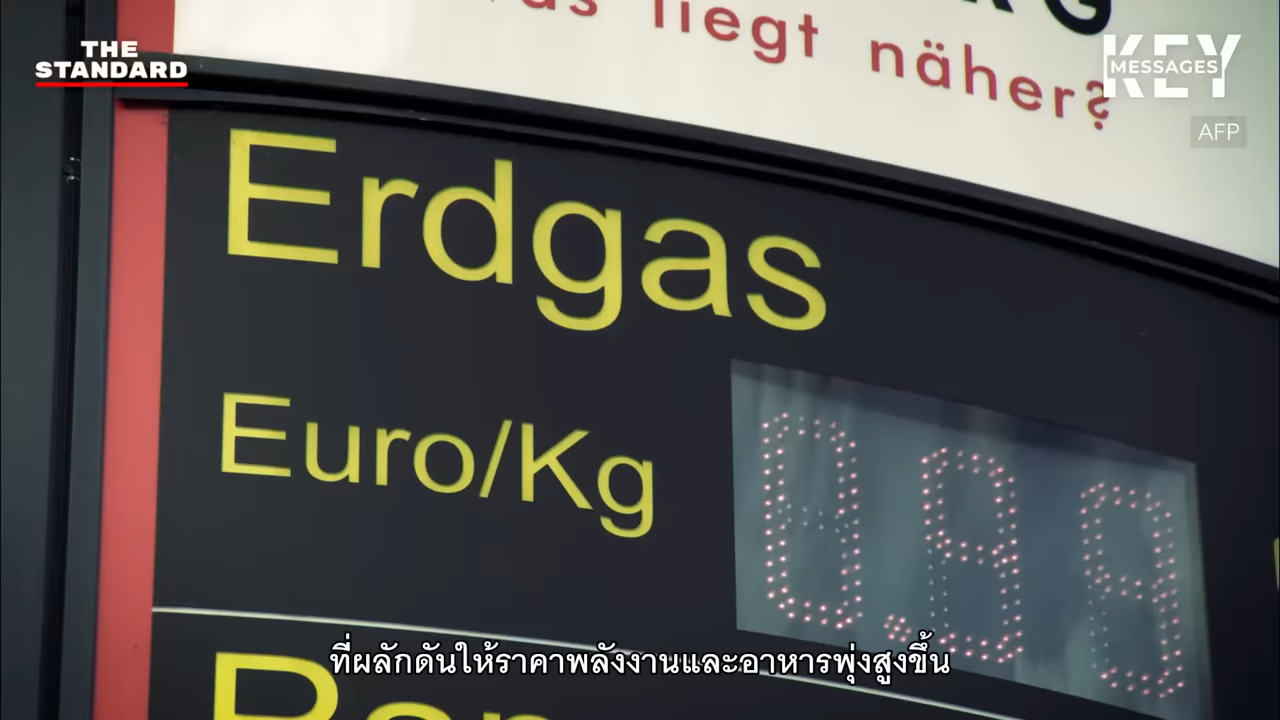 THE
STANDARD
liegt näher?
KEY
MESSAGES
AFP
Erdgas
Euro/Kg
0.99
ที่ผลักดันให้ราคาพลังงานและอาหารพุ่งสูงขึ้น